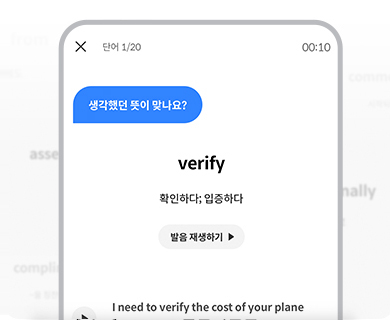 단어 1/20
00:10
생각했던 뜻이 맞나요?
verify
확인하다; 입증하다
발음 재생하기
I need to verify the cost of your plane